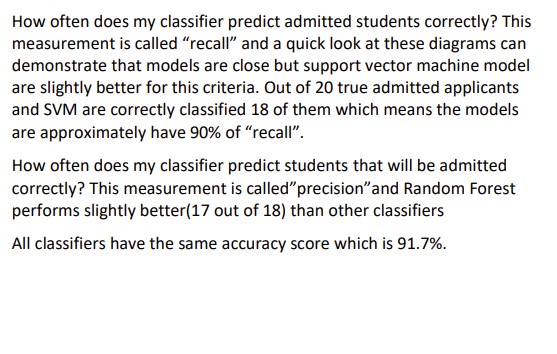 How often does my classifier predict admitted students correctly? This
measurement is called “recall” and a quick look at these diagrams can
demonstrate that models are close but support vector machine model
are slightly better for this criteria. Out of 20 true admitted applicants
and SVM are correctly classified 18 of them which means the models
are approximately have 90% of “recall”.
How often does my classifier predict students that will be admitted
correctly? This measurement is called”precision”and Random Forest
performs slightly better(17 out of 18) than other classifiers
All classifiers have the same accuracy score which is 91.7%.